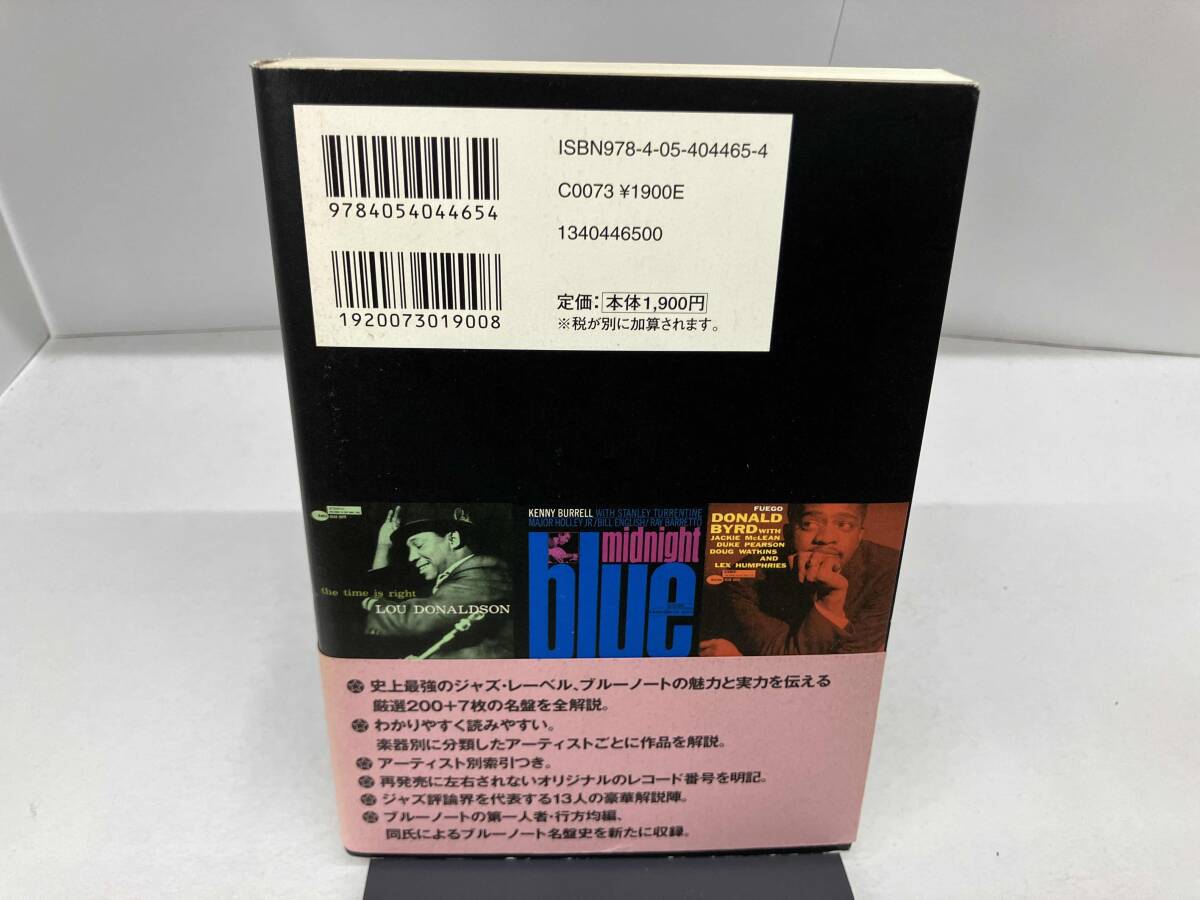 9784054044654
1920073019008
ISBN978-4-05-404465-4
C0073 ¥1900E
1340446500
定価：本体1,900円
※税が別に加算されます。
the time is right
LOU DONALDSON
KENNY BURRELL WITH STANLEY TURRENTINE
MAJOR HOLLEY JR/BILL ENGLISH/RAY BARRETTO
midnight
blue
FUEGO
DONALD
BYRD WITH
JACKIE McLEAN
DUKE PEARSON
DOUG WATKINS
AND
LEX HUMPHRIES
史上最強のジャズ・レーベル、ブルーノートの魅力と実力を伝える
厳選200+7枚の名盤を全解説。
わかりやすく読みやすい。
楽器別に分類したアーティストごとに作品を解説。
アーティスト別索引つき。
再発売に左右されないオリジナルのレコード番号を明記。
ジャズ評論界を代表する13人の豪華解説陣。
ブルーノートの第一人者・行方均編、
同氏によるブルーノート名盤史を新たに収録。